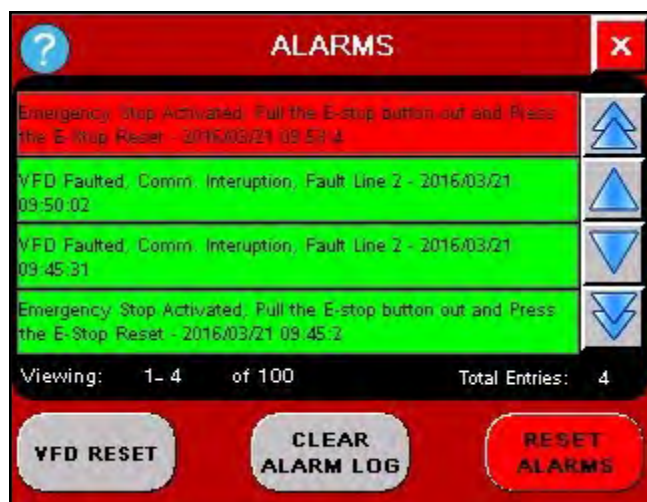 ?
ALARMS
X
Emergency Stop Activated, Pull the E-stop button out and Press
the E-Stop Reset - 2016/03/21 09:53:4
VFD Faulted, Comm. Interuption, Fault Line 2 - 2016/03/21
09:50:02
VFD Faulted, Comm. Interuption, Fault Line 2 - 2016/03/21
09:45:31
Emergency Stop Activated, Pull the E-stop button out and Press
the E-Stop Reset - 2016/03/21 09:45:2
Viewing: 1- 4 of 100 Total Entries: 4
VFD RESET
CLEAR
ALARM LOG
RESET
ALARMS